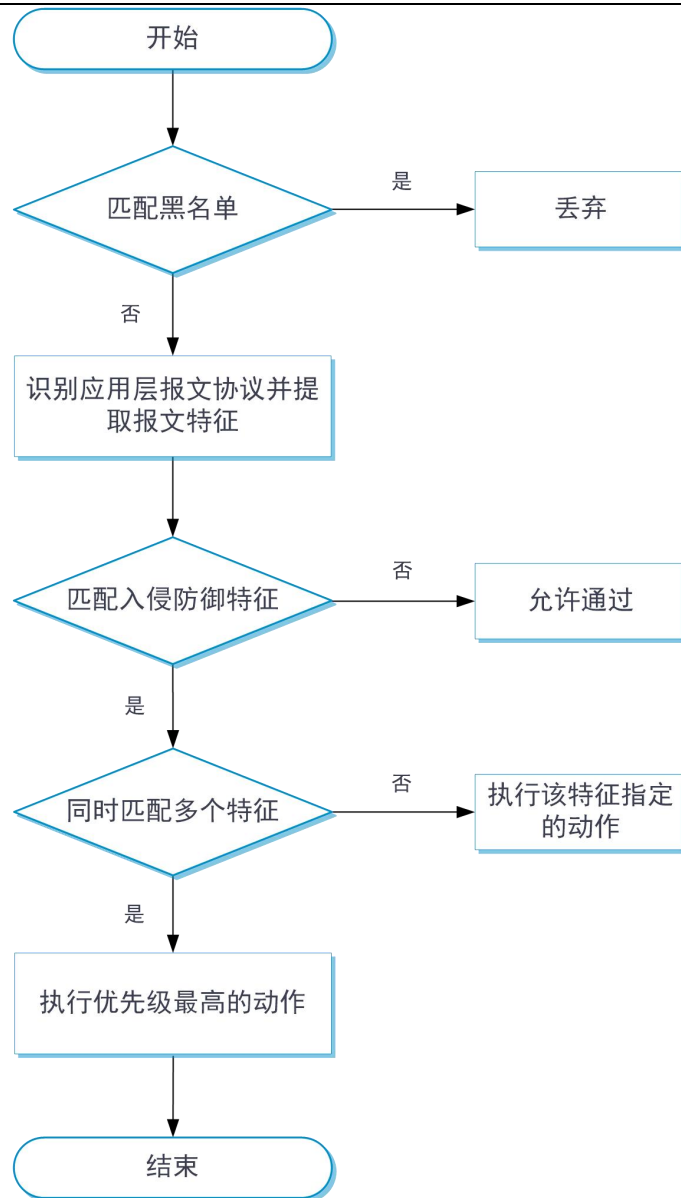 开始
匹配黑名单
是
丢弃
否
识别应用层报文协议并提
取报文特征
匹配入侵防御特征
否
允许通过
是
同时匹配多个特征
否
执行该特征指定
的动作
是
执行优先级最高的动作
结束